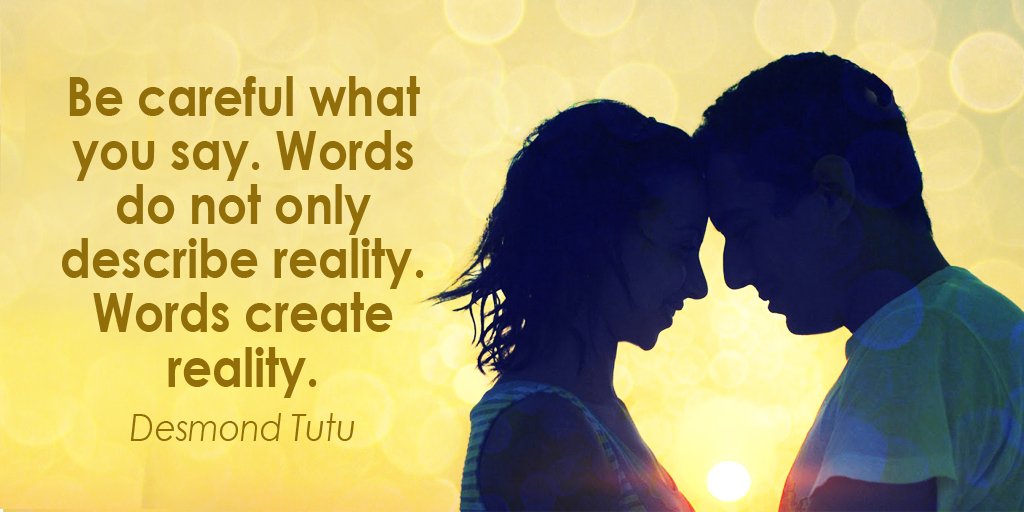 Be careful what
you say. Words
do not only
describe reality.
Words create
reality.
Desmond Tutu